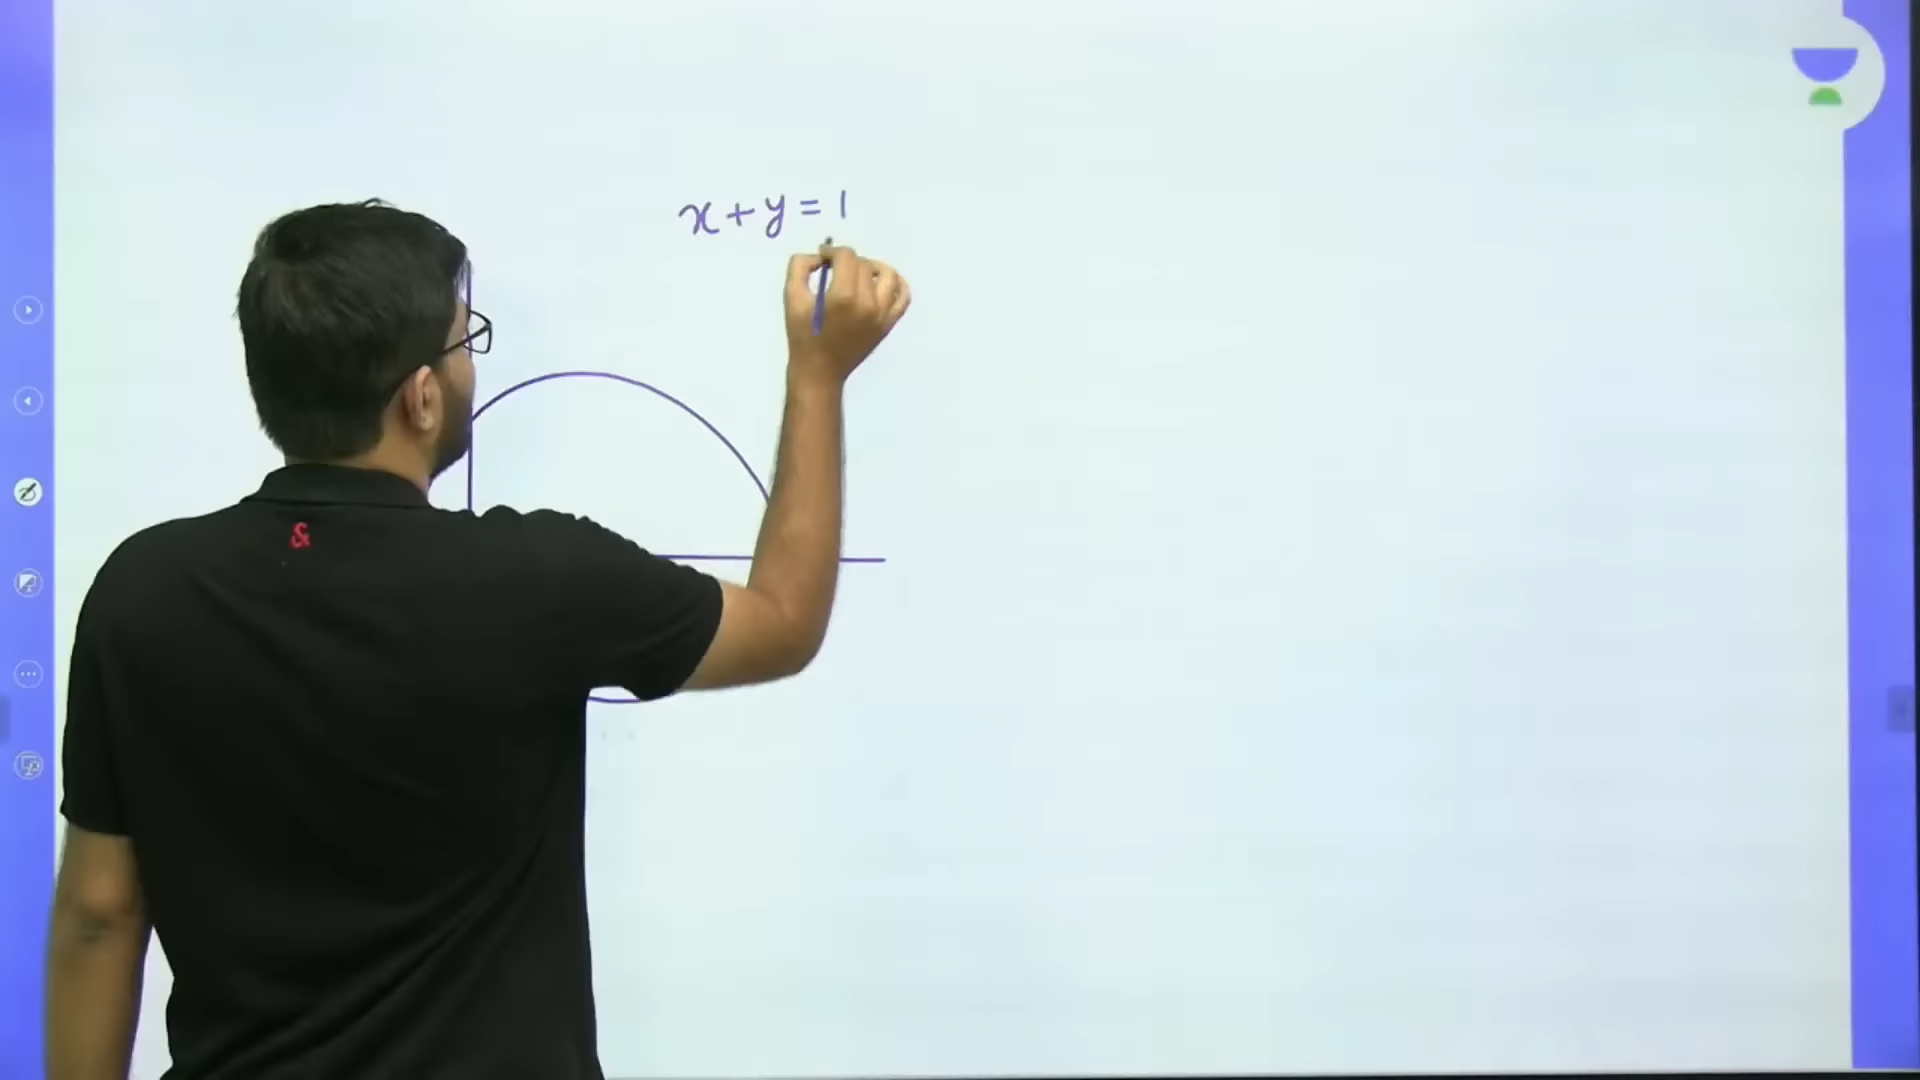 x + y = 1
&